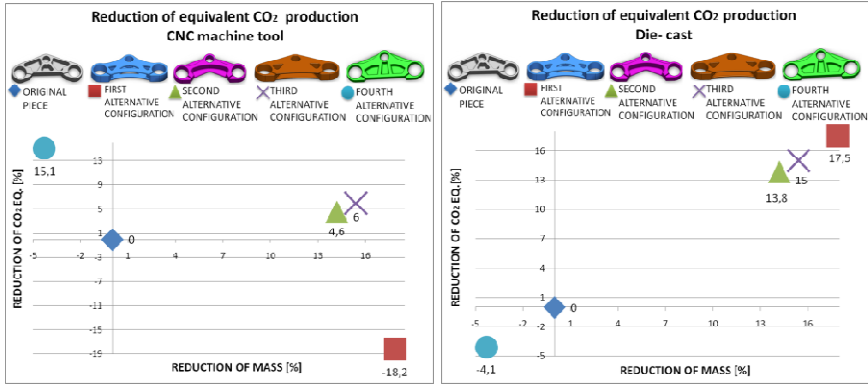 Reduction of equivalent CO₂ production
CNC machine tool
ORIGINAL PIECE
FIRST ALTERNATIVE CONFIGURATION
SECOND ALTERNATIVE CONFIGURATION
THIRD ALTERNATIVE CONFIGURATION
FOURTH ALTERNATIVE CONFIGURATION
REDUCTION OF CO₂ EQ. [%]
13
9
5
1
-3
-7
-11
-15
-19
15,1
0
4,6
6
-18,2
-5 -2 1 4 7 10 13 16
REDUCTION OF MASS [%]
Reduction of equivalent CO₂ production
Die- cast
ORIGINAL PIECE
FIRST ALTERNATIVE CONFIGURATION
SECOND ALTERNATIVE CONFIGURATION
THIRD ALTERNATIVE CONFIGURATION
FOURTH ALTERNATIVE CONFIGURATION
REDUCTION OF CO₂ EQ. [%]
16
13
10
7
4
1
-2
-5
17,5
15
13,8
0
-4,1
-5 -2 1 4 7 10 13 16
REDUCTION OF MASS [%]